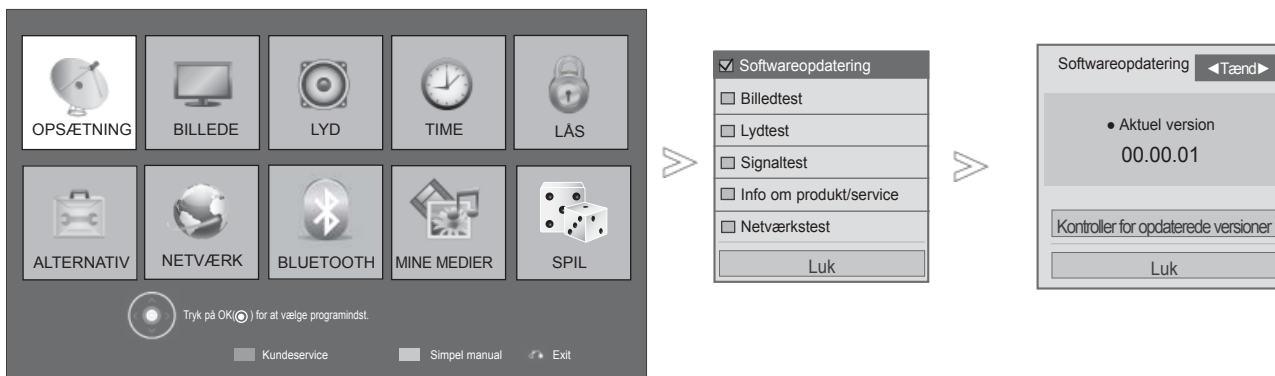 OPSÆTNING
BILLEDE
LYD
TIME
LÅS
ALTERNATIV
NETVÆRK
BLUETOOTH
MINE MEDIER
SPIL
Tryk på OK(◉) for at vælge programindst.
Kundeservice
Simpel manual
Exit
Softwareopdatering
Billedtest
Lydtest
Signaltest
Info om produkt/service
Netværkstest
Luk
Softwareopdatering ◀Tænd▶
● Aktuel version
00.00.01
Kontroller for opdaterede versioner
Luk